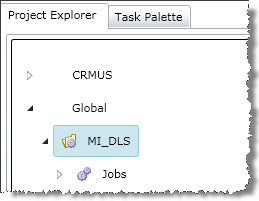 Project Explorer Task Palette
CRMUS
Global
MI_DLS
Jobs